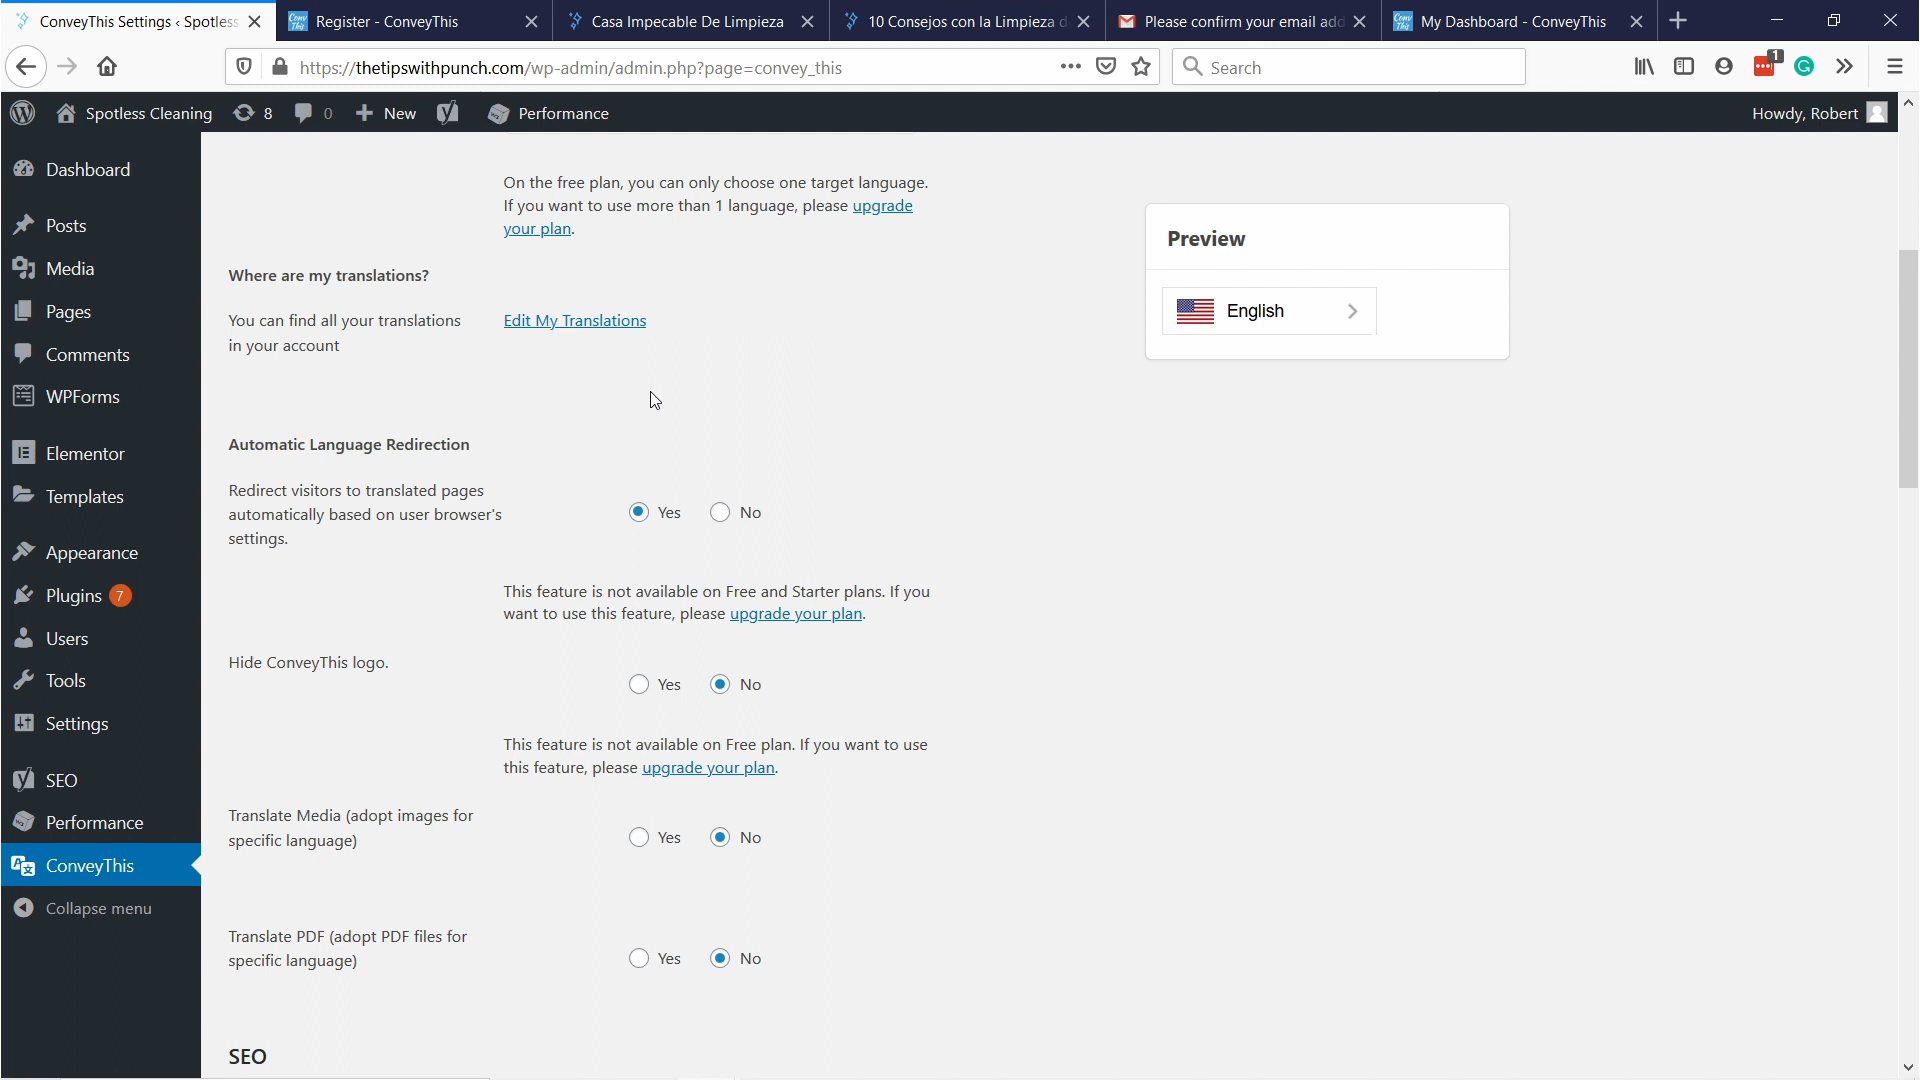 ConveyThis Settings ‹ Spotless
Register - ConveyThis
Casa Impecable De Limpieza
10 Consejos con la Limpieza d
Please confirm your email add
My Dashboard - ConveyThis
https://thetipswithpunch.com/wp-admin/admin.php?page=convey_this
Search
1
Spotless Cleaning
8
0
New
Performance
Howdy, Robert
Dashboard
Posts
Media
Pages
Comments
WPForms
Elementor
Templates
Appearance
Plugins 7
Users
Tools
Settings
SEO
Performance
ConveyThis
Collapse menu
On the free plan, you can only choose one target language.
If you want to use more than 1 language, please upgrade
your plan.
Where are my translations?
You can find all your translations
in your account
Edit My Translations
Automatic Language Redirection
Redirect visitors to translated pages
automatically based on user browser's
settings.
Yes No
This feature is not available on Free and Starter plans. If you
want to use this feature, please upgrade your plan.
Hide ConveyThis logo.
Yes No
This feature is not available on Free plan. If you want to use
this feature, please upgrade your plan.
Translate Media (adopt images for
specific language)
Yes No
Translate PDF (adopt PDF files for
specific language)
Yes No
SEO
Preview
English